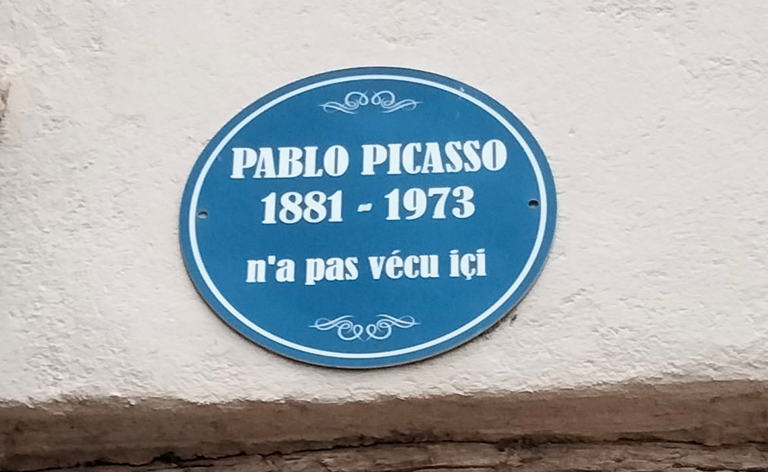 PABLO PICASSO
1881 - 1973
n'a pas vécu içi